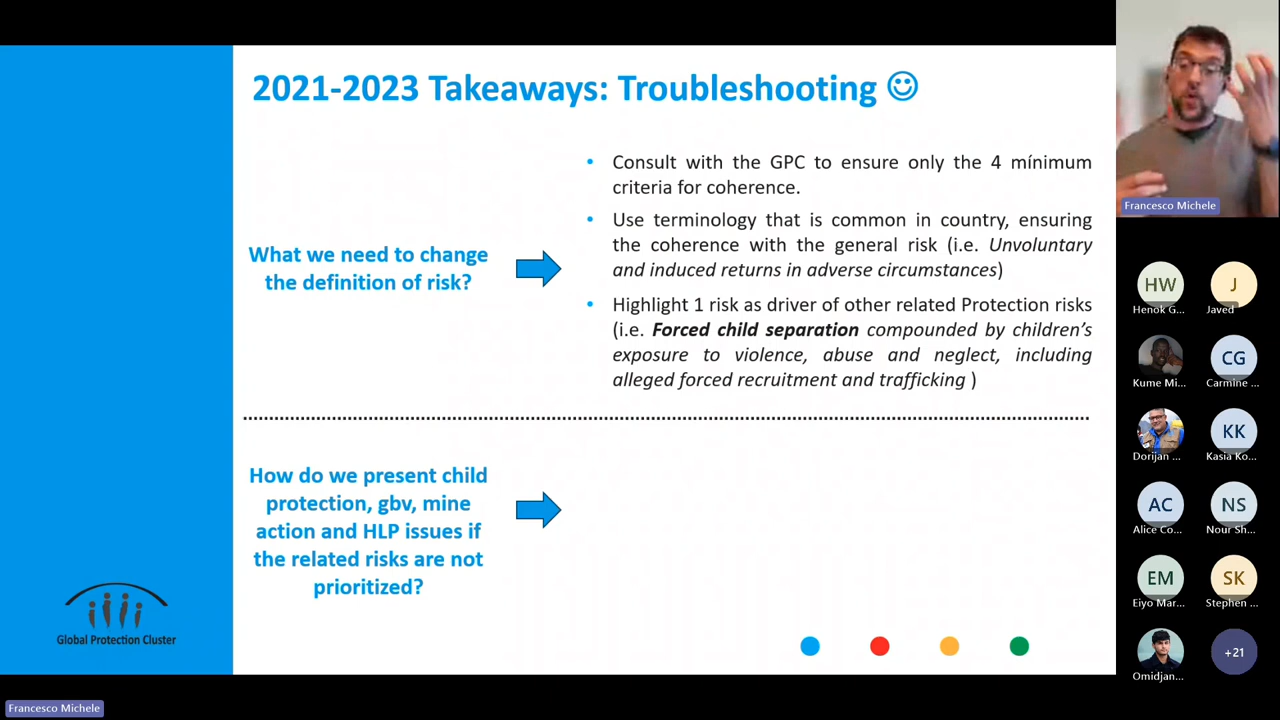 2021-2023 Takeaways: Troubleshooting
What we need to change
the definition of risk?
• Consult with the GPC to ensure only the 4 mínimum
criteria for coherence.
• Use terminology that is common in country, ensuring
the coherence with the general risk (i.e. Unvoluntary
and induced returns in adverse circumstances)
• Highlight 1 risk as driver of other related Protection risks
(i.e. Forced child separation compounded by children's
exposure to violence, abuse and neglect, including
alleged forced recruitment and trafficking )
How do we present child
protection, gbv, mine
action and HLP issues if
the related risks are not
prioritized?
Global Protection Cluster
Francesco Michele
HW
Henok G...
J
Javed
Kume Mi...
CG
Carmine ...
Dorijan ...
KK
Kasia Ko...
AC
Alice Co...
NS
Nour Sh...
EM
Eiyo Mar...
SK
Stephen ...
Omidjan...
+21
Francesco Michele